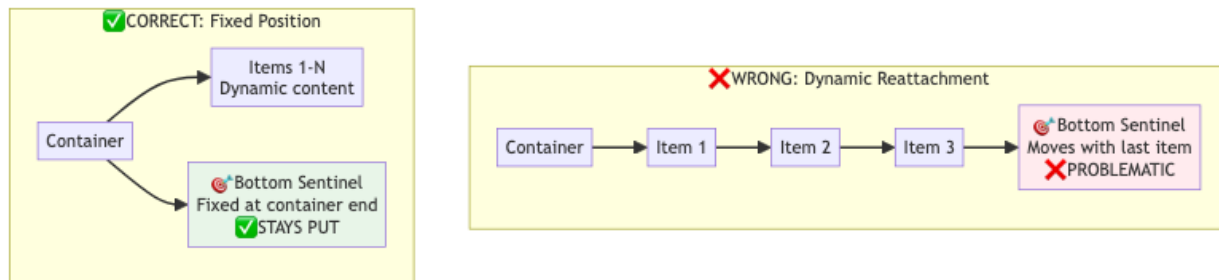 ✅CORRECT: Fixed Position
Items 1-N
Dynamic content
Container
🎯Bottom Sentinel
Fixed at container end
✅STAYS PUT
❌WRONG: Dynamic Reattachment
Container
Item 1
Item 2
Item 3
🎯Bottom Sentinel
Moves with last item
❌PROBLEMATIC